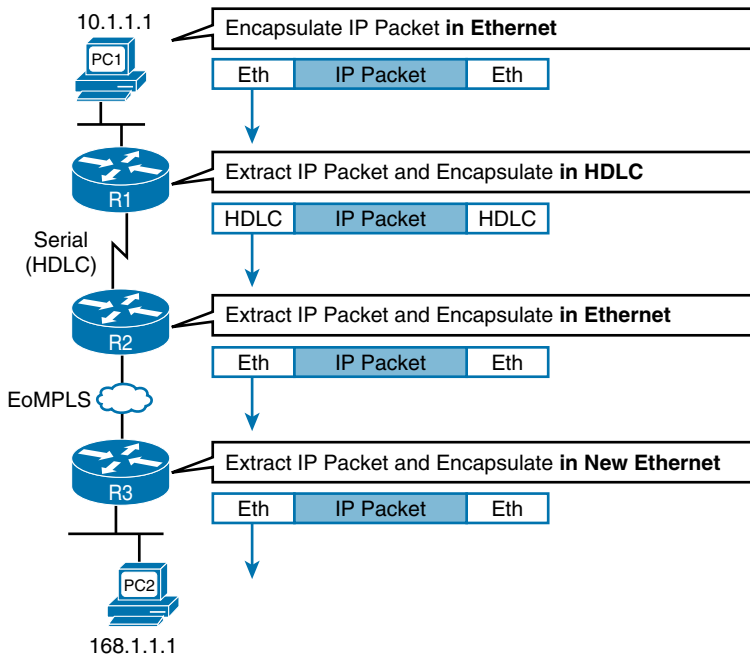 10.1.1.1
Encapsulate IP Packet in Ethernet
PC1
Eth IP Packet Eth
Extract IP Packet and Encapsulate in HDLC
R1
HDLC IP Packet HDLC
Serial
(HDLC)
Extract IP Packet and Encapsulate in Ethernet
R2
Eth IP Packet Eth
EoMPLS
Extract IP Packet and Encapsulate in New Ethernet
R3
Eth IP Packet Eth
PC2
168.1.1.1